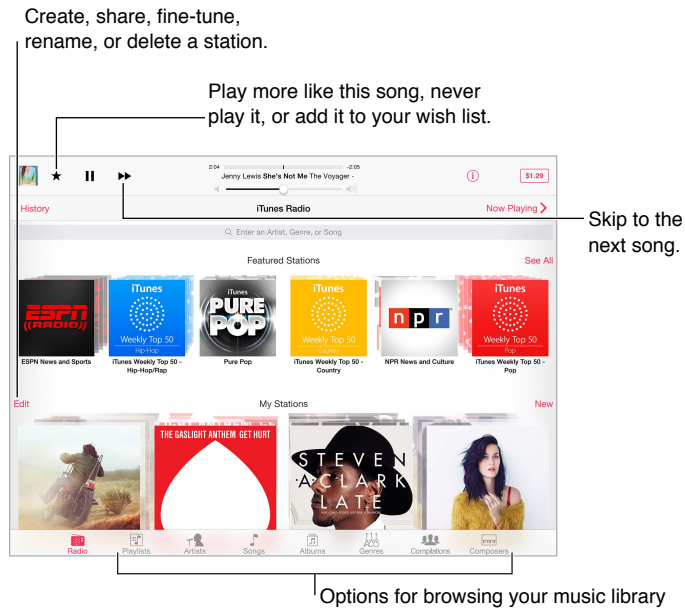 Create, share, fine-tune,
rename, or delete a station.
Play more like this song, never
play it, or add it to your wish list.
2:04
-2:05
Jenny Lewis She's Not Me The Voyager -
$1.29
History
iTunes Radio
Now Playing
Skip to the
next song.
Enter an Artist, Genre, or Song
Featured Stations
See All
ESPN
((RADIO))
iTunes
Weekly Top 50
Hip-Hop
iTunes
PURE
POP
iTunes
Weekly Top 50
Country
npr
iTunes
Weekly Top 50
Pop
ESPN News and Sports
iTunes Weekly Top 50 -
Hip-Hop/Rap
Pure Pop
iTunes Weekly Top 50 -
Country
NPR News and Culture
iTunes Weekly Top 50 -
Pop
Edit
My Stations
New
THE GASLIGHT ANTHEM GET HURT
STEVEN
A CLARK
LATE
Radio
Playlists
Artists
Songs
Albums
Genres
Compilations
Composers
Options for browsing your music library